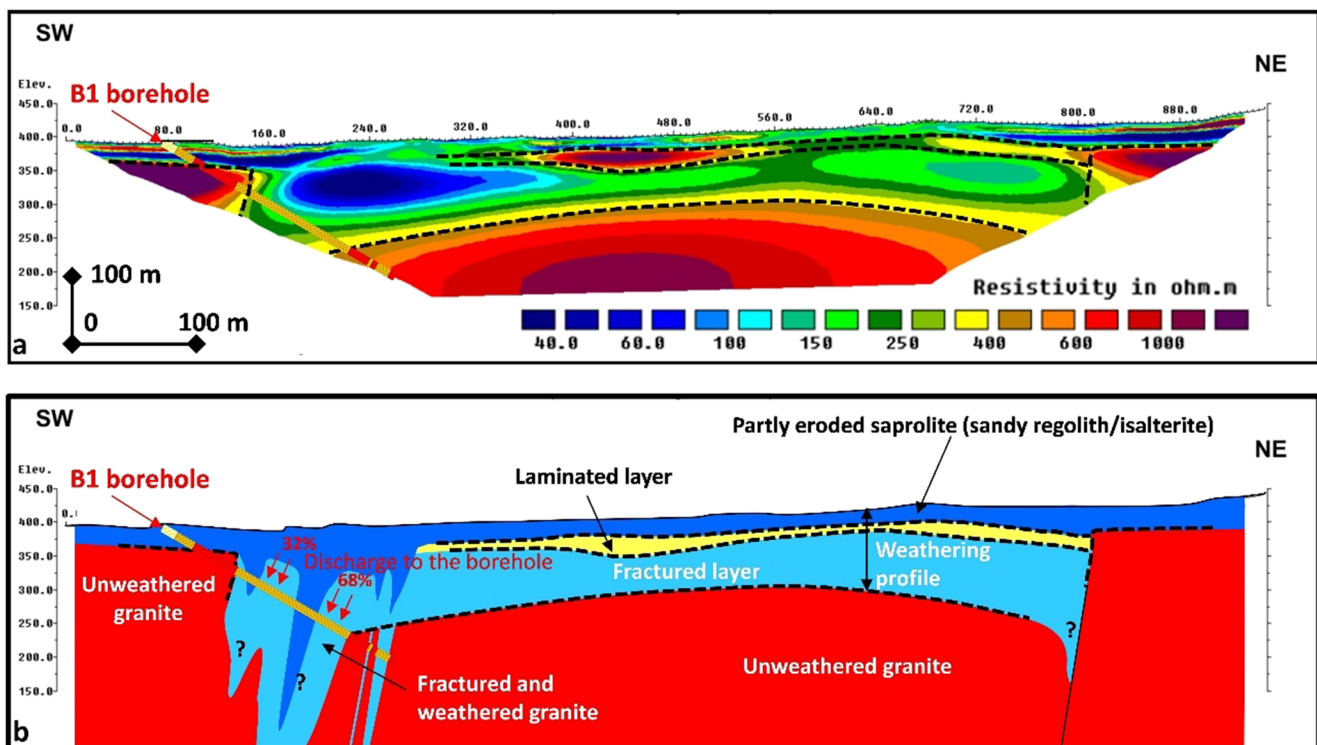 SW
NE
Elev.
B1 borehole
450.0
400.0
350.0
300.0
250.0
200.0
150.0
0.0 80.0 160.0 240.0 320.0 400.0 480.0 560.0 640.0 720.0 800.0 880.0
100 m
0 100 m
Resistivity in ohm.m
40.0 60.0 100 150 250 400 600 1000
a
SW
Partly eroded saprolite (sandy regolith/isalterite)
NE
Elev.
B1 borehole
Laminated layer
450.0
400.0
350.0
300.0
250.0
200.0
150.0
0.
32%
Discharge to the borehole
68%
Weathering
profile
Fractured layer
Unweathered
granite
?
?
?
Unweathered granite
Fractured and
weathered granite
b